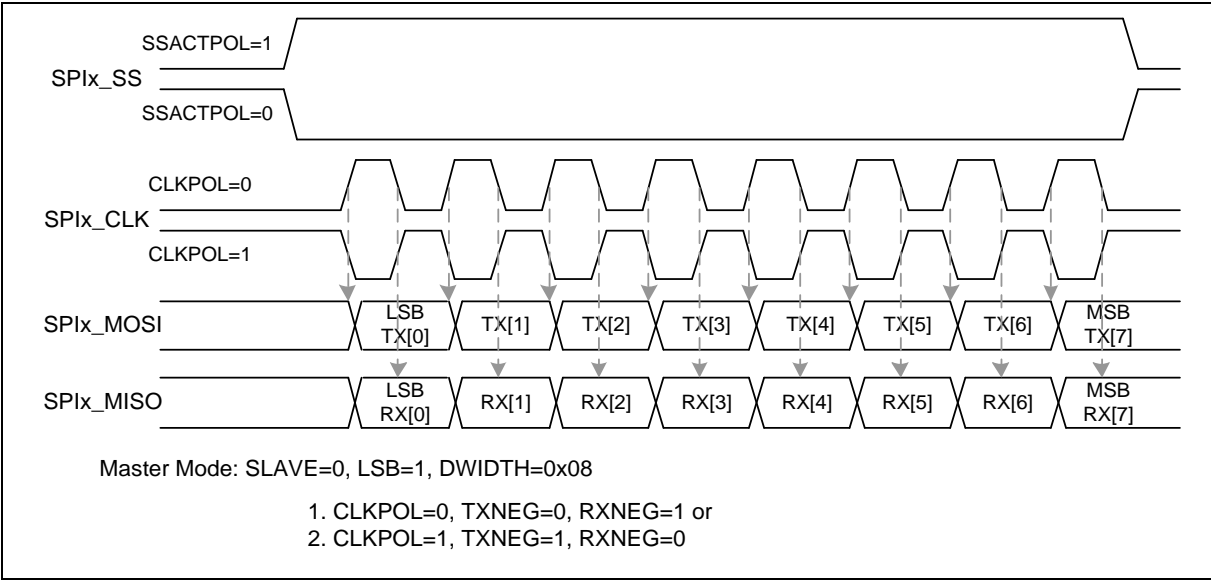 SSACTPOL=1
SPIx_SS
SSACTPOL=0
CLKPOL=0
SPIx_CLK
CLKPOL=1
SPIx_MOSI LSB TX[0] TX[1] TX[2] TX[3] TX[4] TX[5] TX[6] MSB TX[7]
SPIx_MISO LSB RX[0] RX[1] RX[2] RX[3] RX[4] RX[5] RX[6] MSB RX[7]
Master Mode: SLAVE=0, LSB=1, DWIDTH=0x08
1. CLKPOL=0, TXNEG=0, RXNEG=1 or
2. CLKPOL=1, TXNEG=1, RXNEG=0